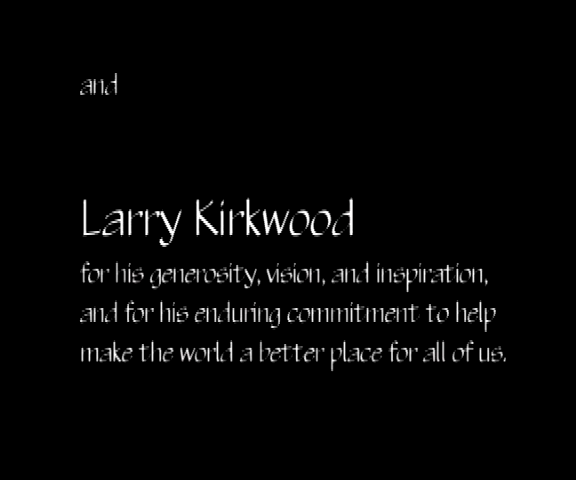 and
Larry Kirkwood
for his generosity, vision, and inspiration,
and for his enduring commitment to help
make the world a better place for all of us.